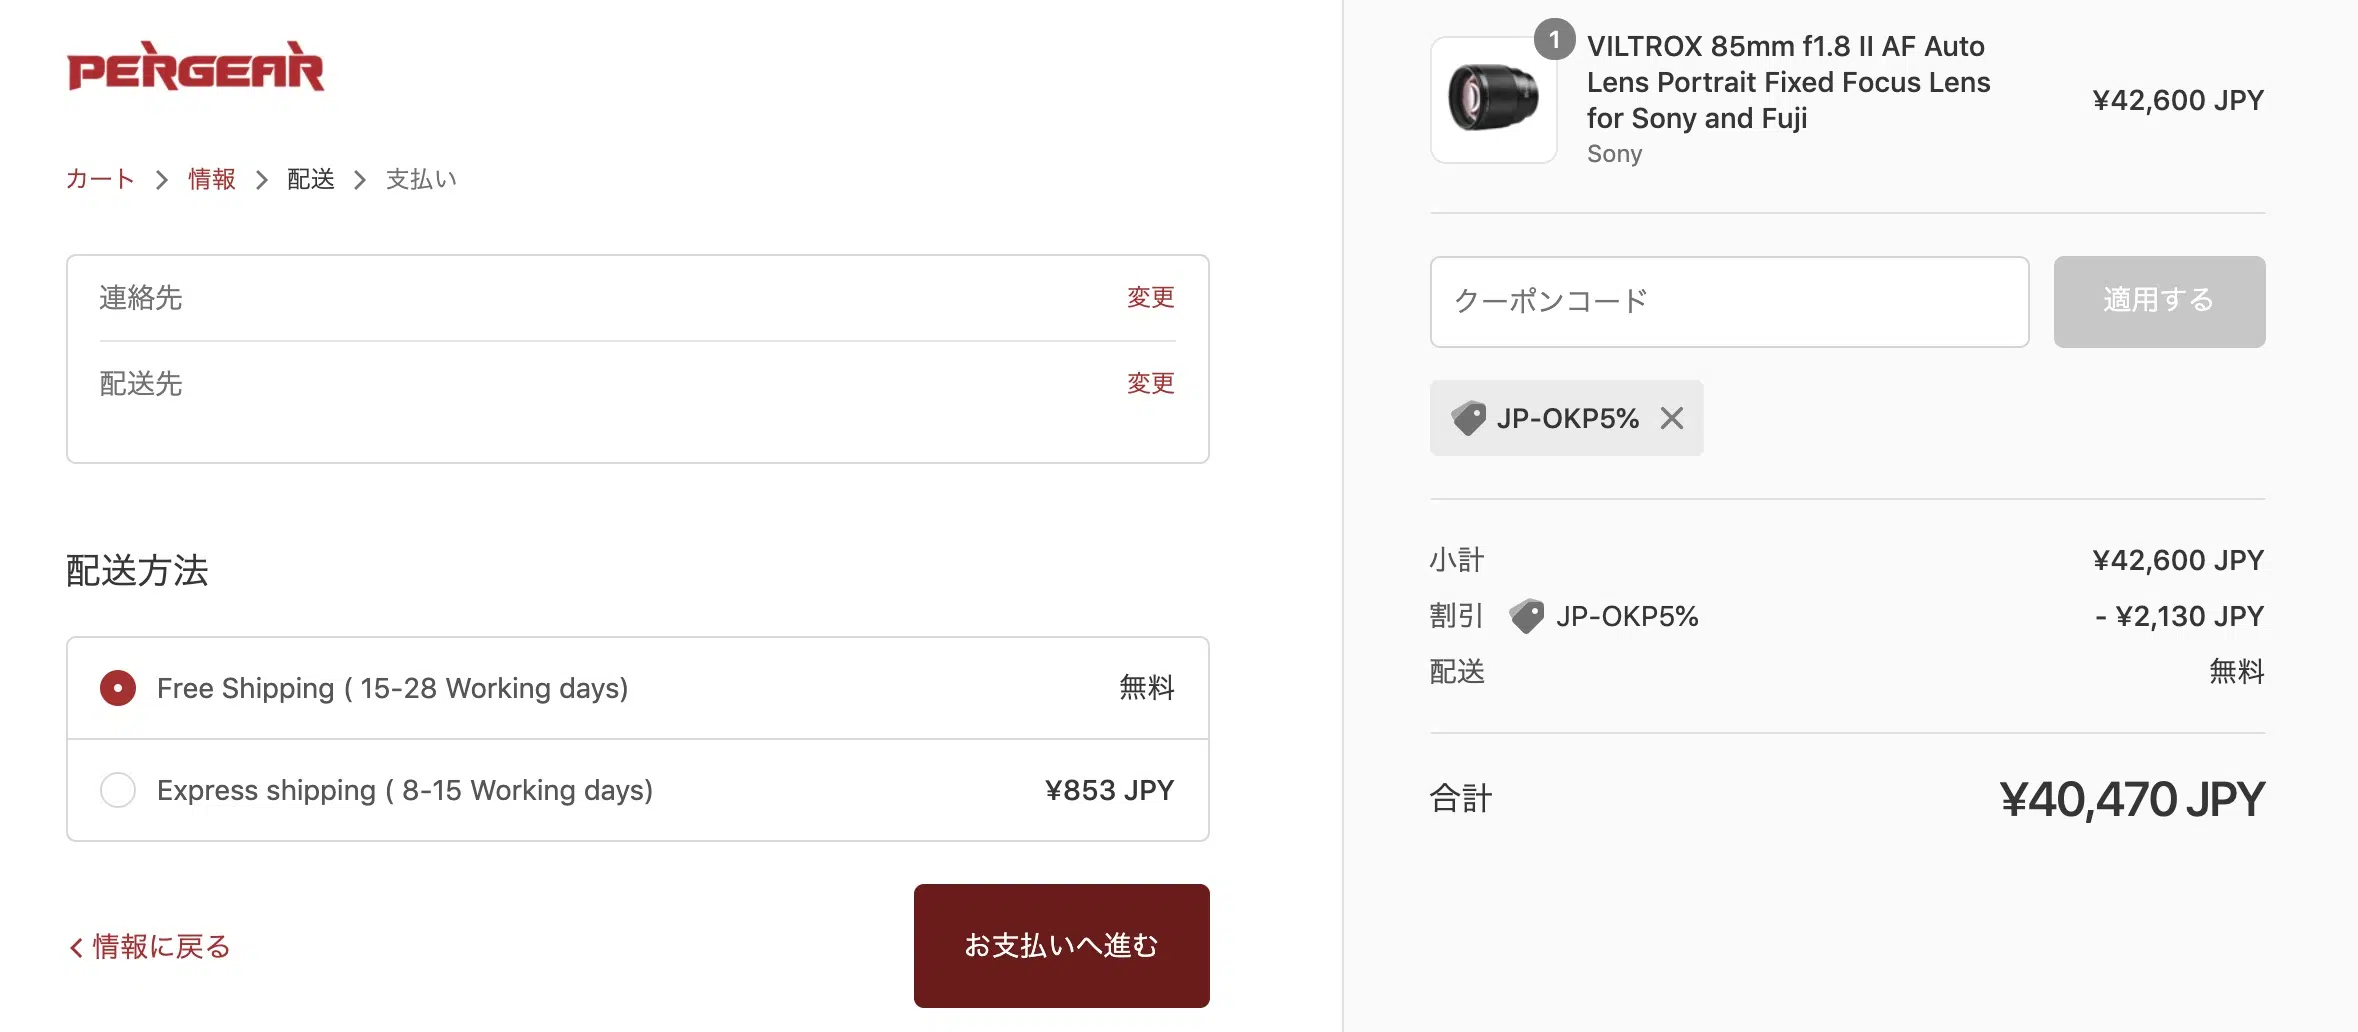 PERGEAR
カート > 情報 > 配送 > 支払い
連絡先 変更
配送先 変更
配送方法
Free Shipping ( 15-28 Working days) 無料
Express shipping ( 8-15 Working days) ¥853 JPY
情報に戻る
お支払いへ進む
1
VILTROX 85mm f1.8 II AF Auto
Lens Portrait Fixed Focus Lens
for Sony and Fuji
Sony
¥42,600 JPY
クーポンコード
適用する
JP-OKP5%
小計 ¥42,600 JPY
割引 JP-OKP5% - ¥2,130 JPY
配送 無料
合計 ¥40,470 JPY